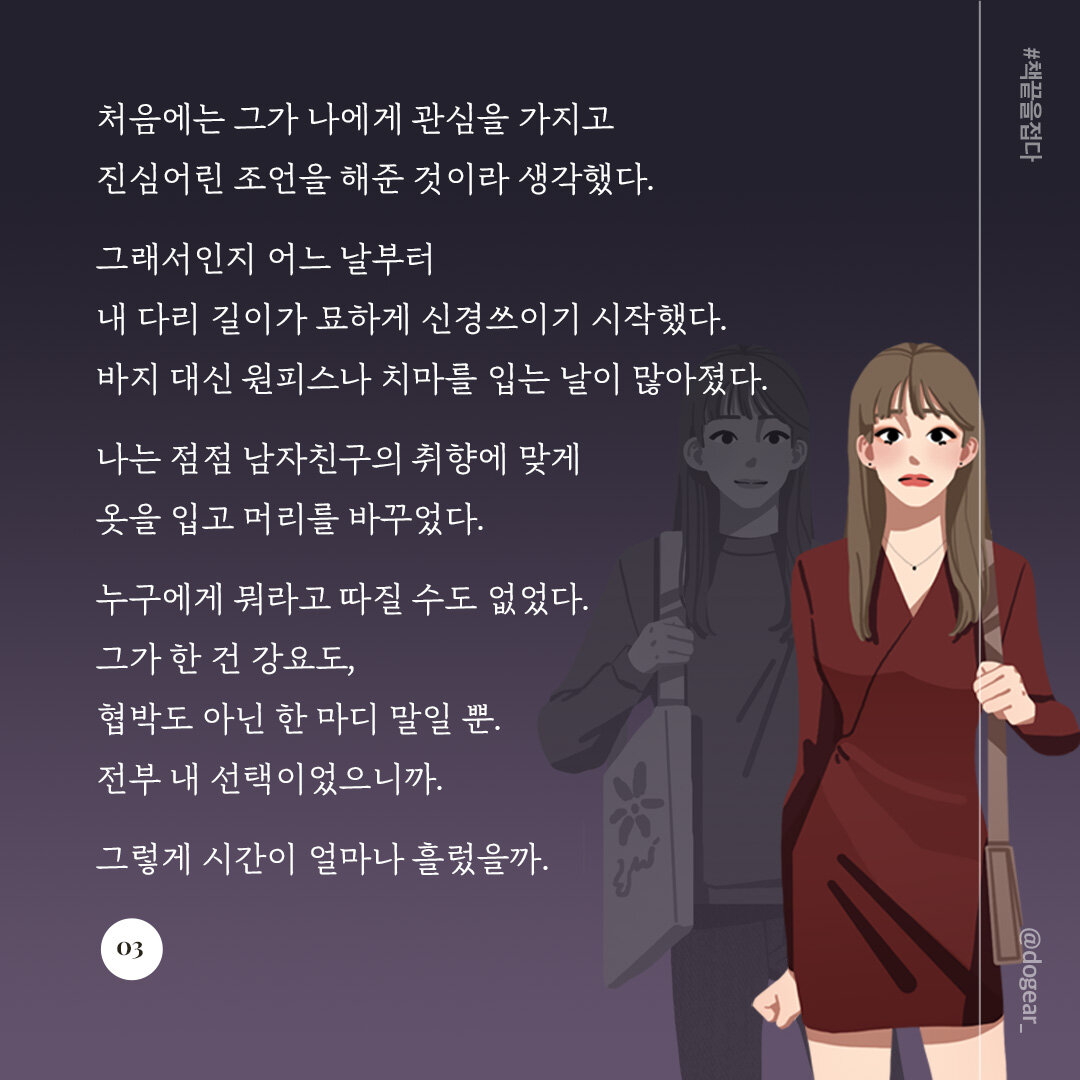 처음에는 그가 나에게 관심을 가지고
진심어린 조언을 해준 것이라 생각했다.
그래서인지 어느 날부터
내 다리 길이가 묘하게 신경쓰이기 시작했다.
바지 대신 원피스나 치마를 입는 날이 많아졌다.
나는 점점 남자친구의 취향에 맞게
옷을 입고 머리를 바꾸었다.
누구에게 뭐라고 따질 수도 없었다.
그가 한 건 강요도,
협박도 아닌 한 마디 말일 뿐.
전부 내 선택이었으니까.
그렇게 시간이 얼마나 흘렀을까.
03
#책끝을접다
@dogear_